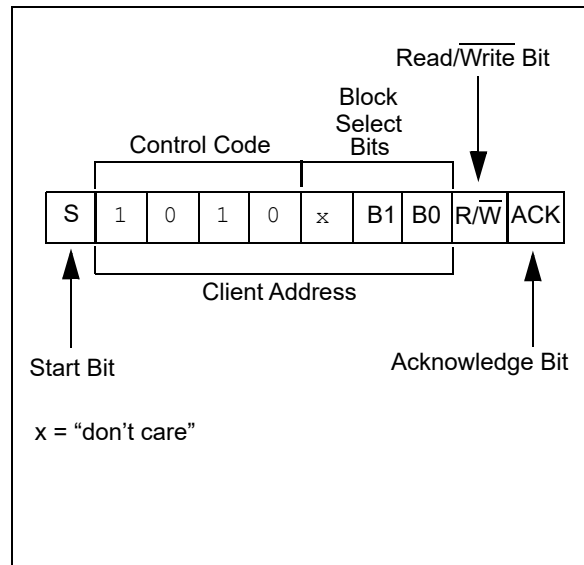 Read/Write Bit
Block
Select
Bits
Control Code
S 1 0 1 0 x B1 B0 R/W ACK
Client Address
Start Bit
Acknowledge Bit
x = “don’t care”